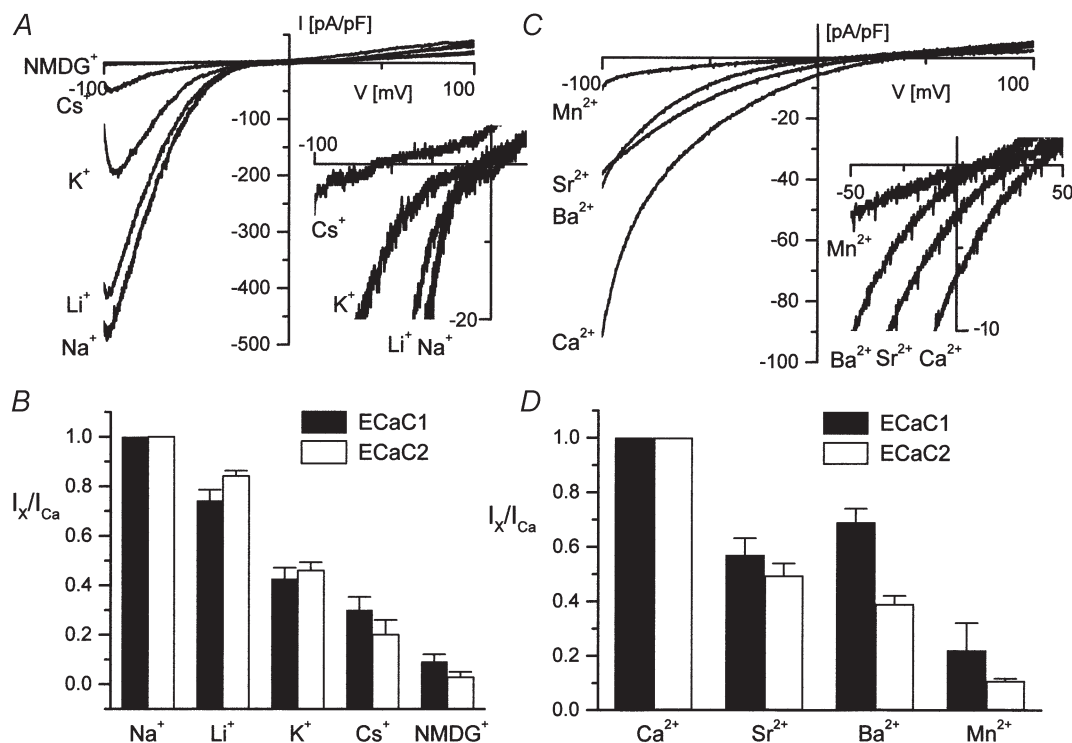 A
I [pA/pF]
NMDG⁺
-100
Cs⁺
K⁺
Li⁺
Na⁺
V [mV]
100
-100
-200
-300
-400
-500
-100
Cs⁺
K⁺
Li⁺ Na⁺
-20
C
[pA/pF]
-100
Mn²⁺
Sr²⁺
Ba²⁺
Ca²⁺
V [mV]
100
-20
-40
-60
-80
-100
-50
50
Mn²⁺
-10
Ba²⁺ Sr²⁺ Ca²⁺
B
Iₓ/I_Ca
1.0
0.8
0.6
0.4
0.2
0.0
ECaC1
ECaC2
Na⁺ Li⁺ K⁺ Cs⁺ NMDG⁺
D
Iₓ/I_Ca
1.0
0.8
0.6
0.4
0.2
0.0
ECaC1
ECaC2
Ca²⁺ Sr²⁺ Ba²⁺ Mn²⁺